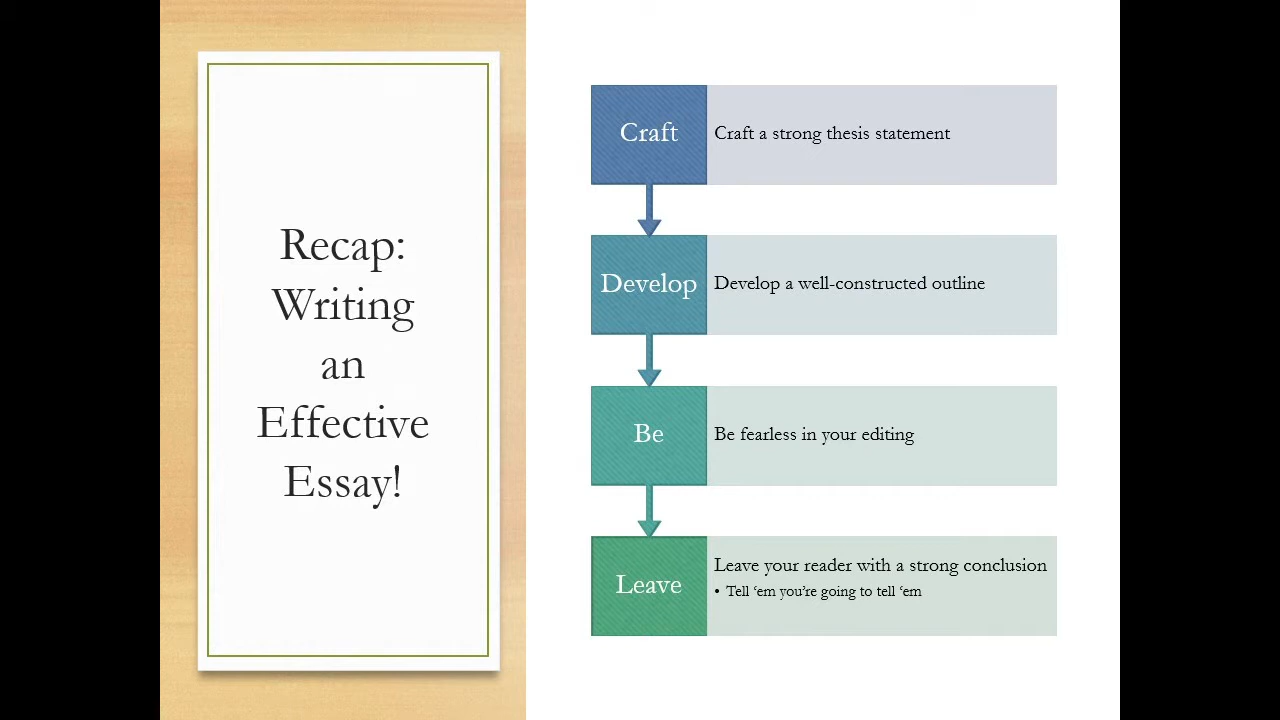 Recap:
Writing
an
Effective
Essay!
Craft
Craft a strong thesis statement
Develop
Develop a well-constructed outline
Be
Be fearless in your editing
Leave
Leave your reader with a strong conclusion
• Tell ‘em you’re going to tell ‘em